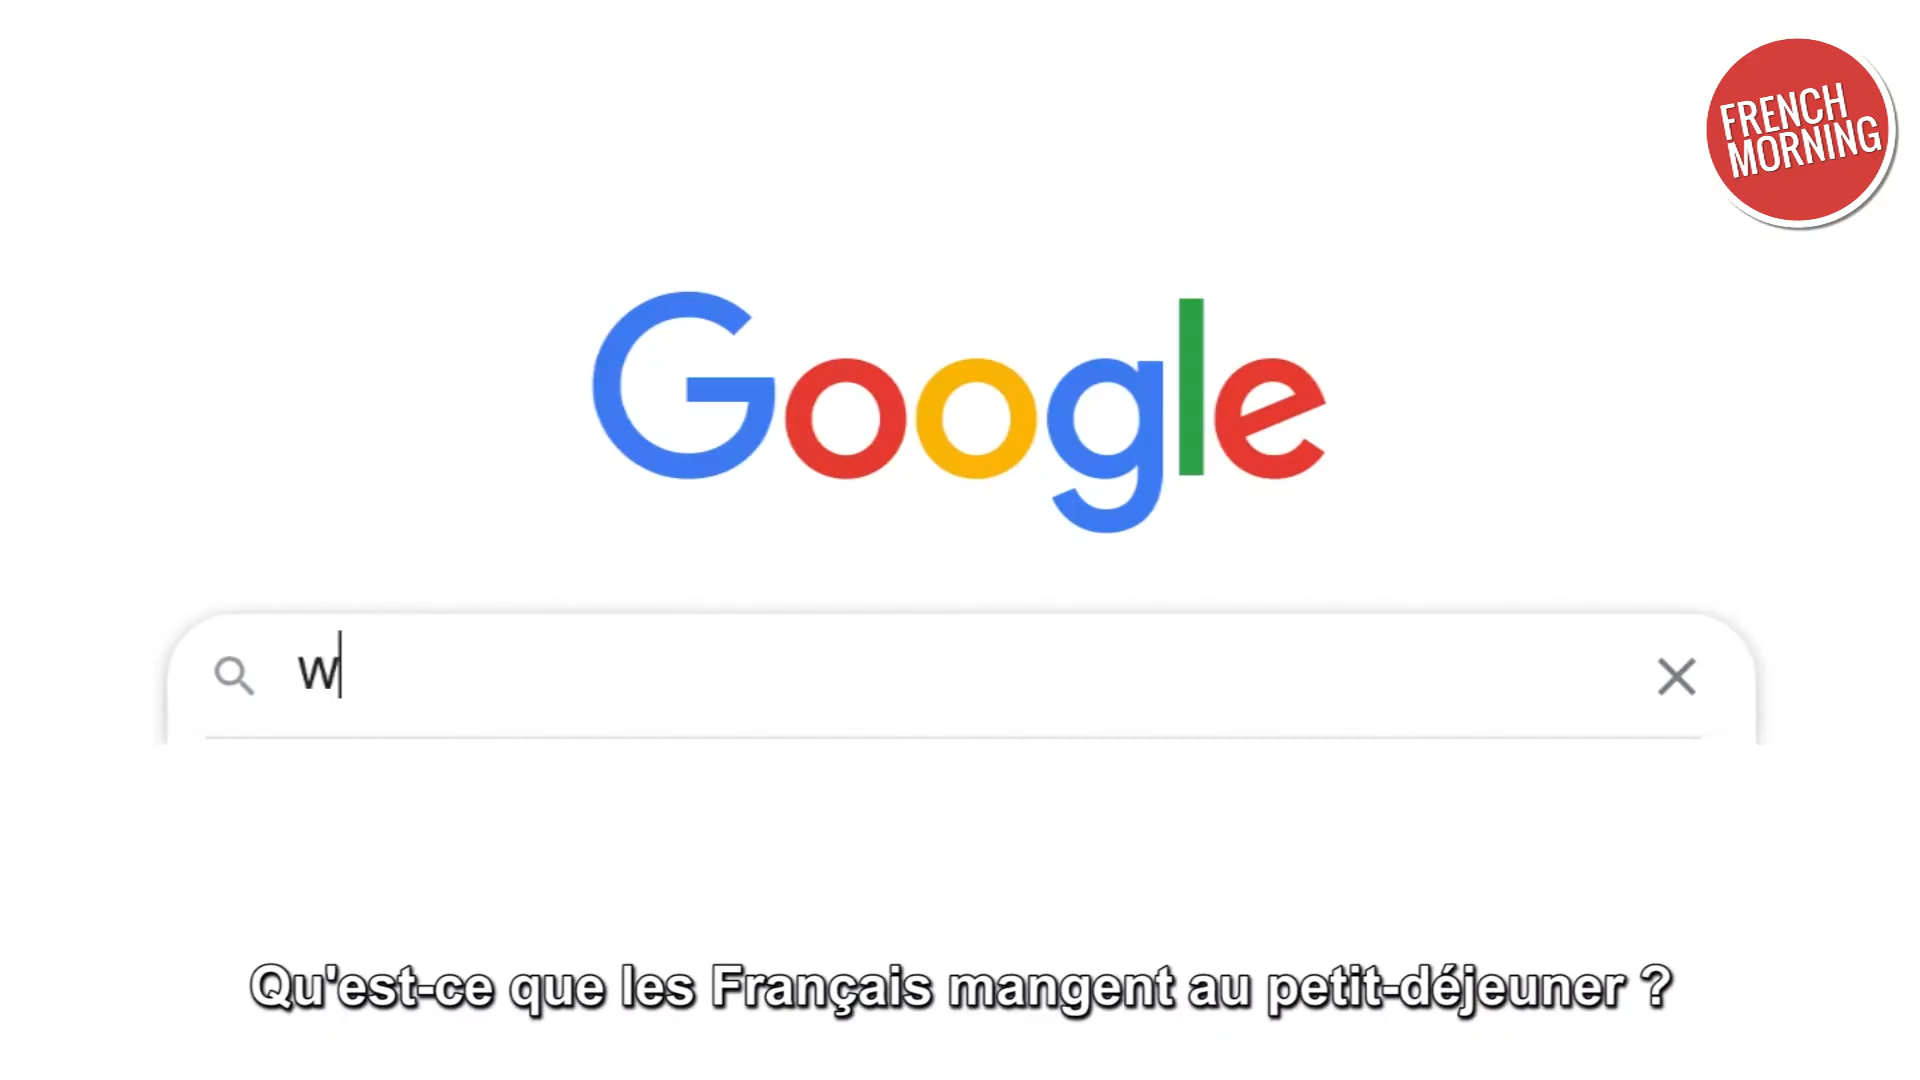 FRENCH
MORNING
Google
w
Qu'est-ce que les Français mangent au petit-déjeuner ?